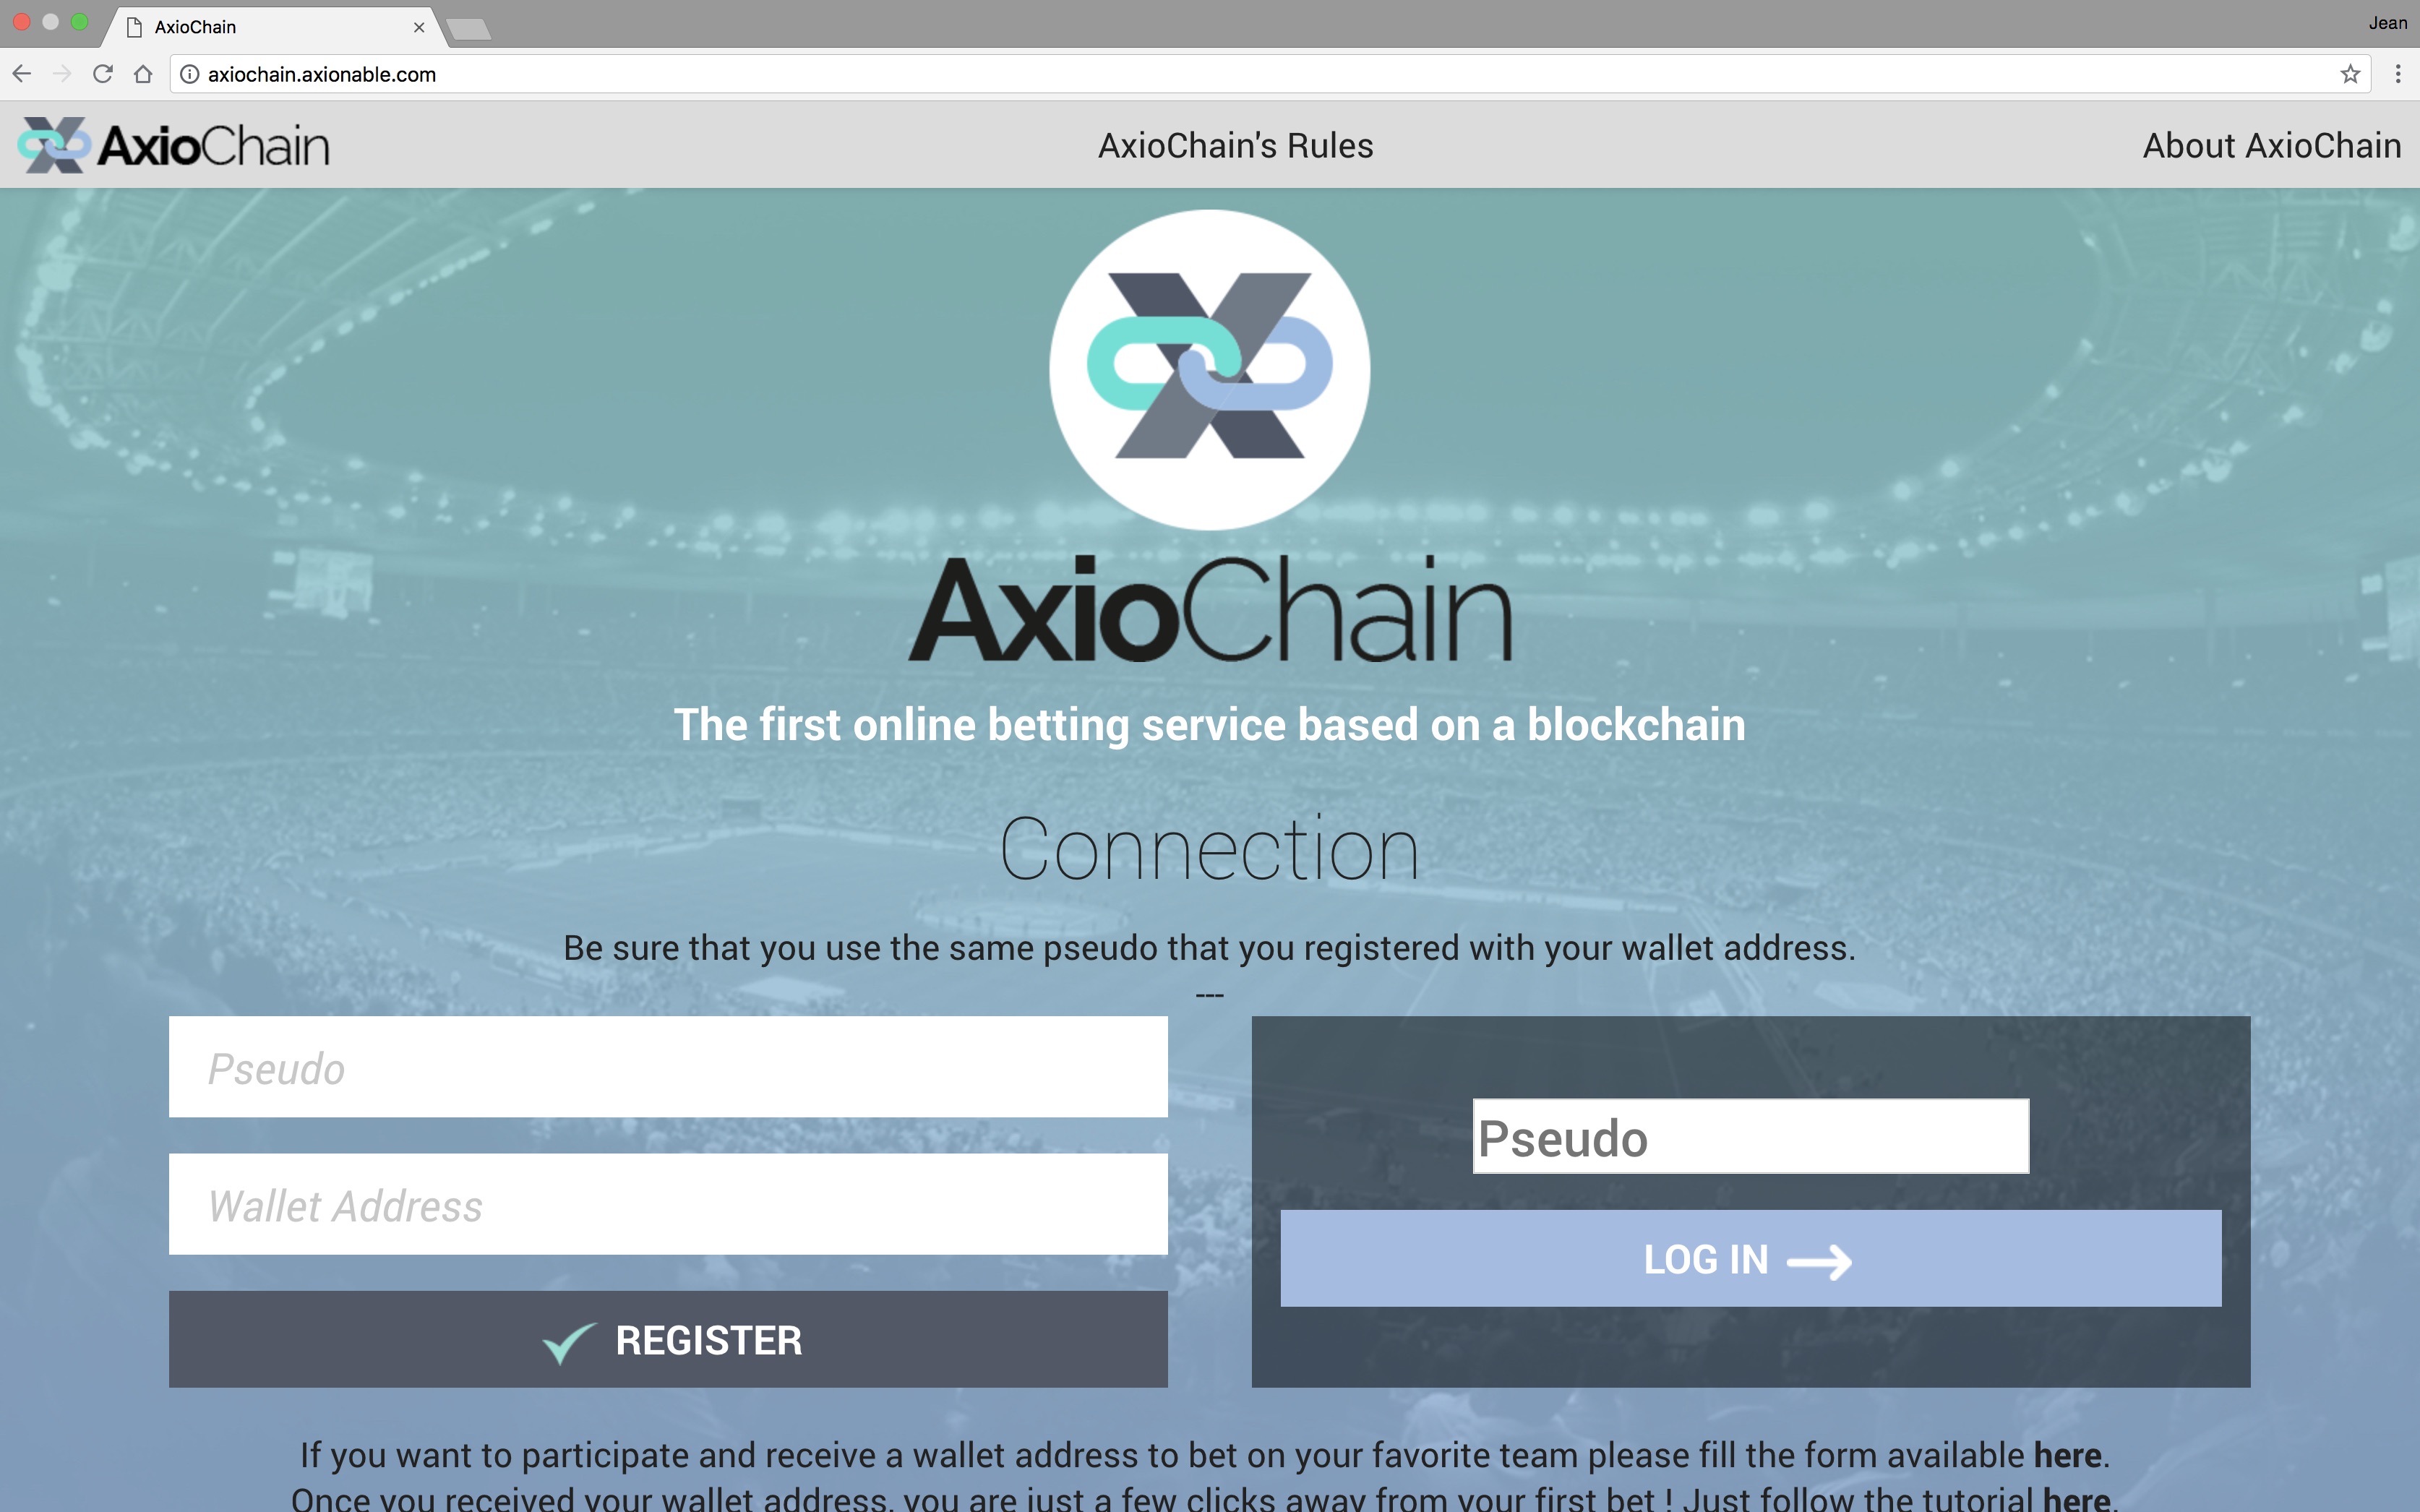 AxioChain
Jean
axiochain.axionable.com
AxioChain
AxioChain's Rules
About AxioChain
AxioChain
The first online betting service based on a blockchain
Connection
Be sure that you use the same pseudo that you registered with your wallet address.
---
Pseudo
Wallet Address
REGISTER
Pseudo
LOG IN
If you want to participate and receive a wallet address to bet on your favorite team please fill the form available here.
Once you received your wallet address, you are just a few clicks away from your first bet ! Just follow the tutorial here.